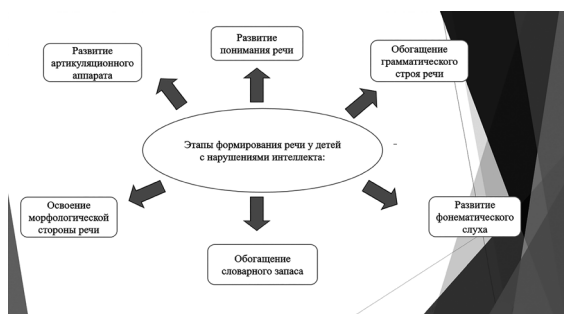 Развитие
понимания речи
Развитие
артикуляционного
аппарата
Обогащение
грамматического
строя речи
Этапы формирования речи у детей
с нарушениями интеллекта:
-
Освоение
морфологической
стороны речи
Развитие
фонематического
слуха
Обогащение
словарного запаса